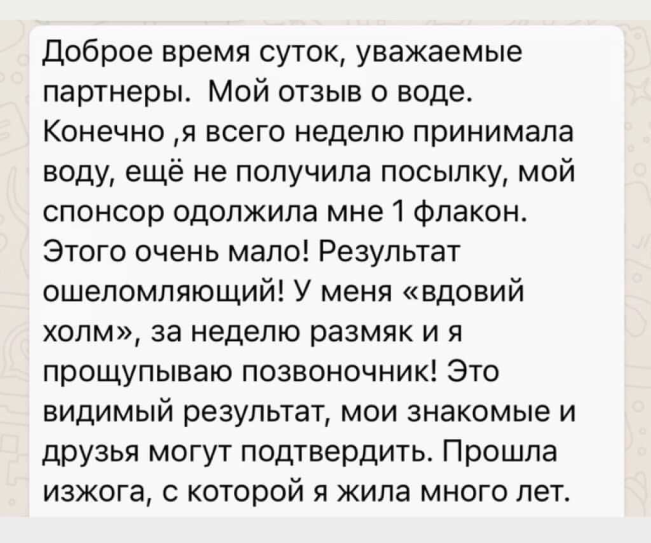 Доброе время суток, уважаемые
партнеры.  Мой отзыв о воде.
Конечно ,я всего неделю принимала
воду, ещё не получила посылку, мой
спонсор одолжила мне 1 флакон.
Этого очень мало! Результат
ошеломляющий! У меня «вдовий
холм», за неделю размяк и я
прощупываю позвоночник! Это
видимый результат, мои знакомые и
друзья могут подтвердить. Прошла
изжога, с которой я жила много лет.